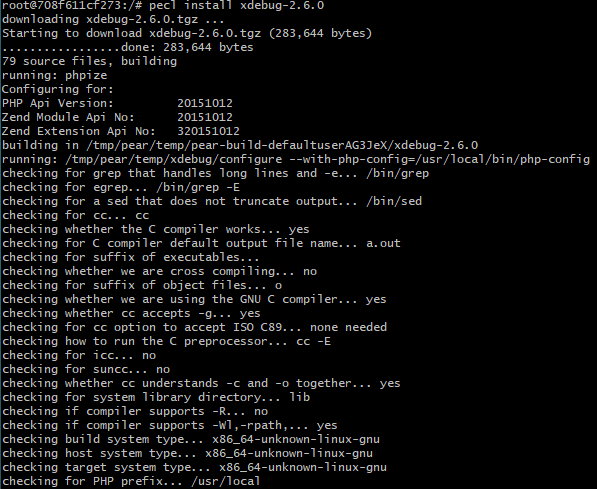 root@708f611cf273:/# pecl install xdebug-2.6.0
downloading xdebug-2.6.0.tgz ...
Starting to download xdebug-2.6.0.tgz (283,644 bytes)
.................done: 283,644 bytes
79 source files, building
running: phpize
Configuring for:
PHP Api Version:         20151012
Zend Module Api No:      20151012
Zend Extension Api No:   320151012
building in /tmp/pear/temp/pear-build-defaultuserAG3JeX/xdebug-2.6.0
running: /tmp/pear/temp/xdebug/configure --with-php-config=/usr/local/bin/php-config
checking for grep that handles long lines and -e... /bin/grep
checking for egrep... /bin/grep -E
checking for a sed that does not truncate output... /bin/sed
checking for cc... cc
checking whether the C compiler works... yes
checking for C compiler default output file name... a.out
checking for suffix of executables...
checking whether we are cross compiling... no
checking for suffix of object files... o
checking whether we are using the GNU C compiler... yes
checking whether cc accepts -g... yes
checking for cc option to accept ISO C89... none needed
checking how to run the C preprocessor... cc -E
checking for icc... no
checking for suncc... no
checking whether cc understands -c and -o together... yes
checking for system library directory... lib
checking if compiler supports -R... no
checking if compiler supports -Wl,-rpath,... yes
checking build system type... x86_64-unknown-linux-gnu
checking host system type... x86_64-unknown-linux-gnu
checking target system type... x86_64-unknown-linux-gnu
checking for PHP prefix... /usr/local